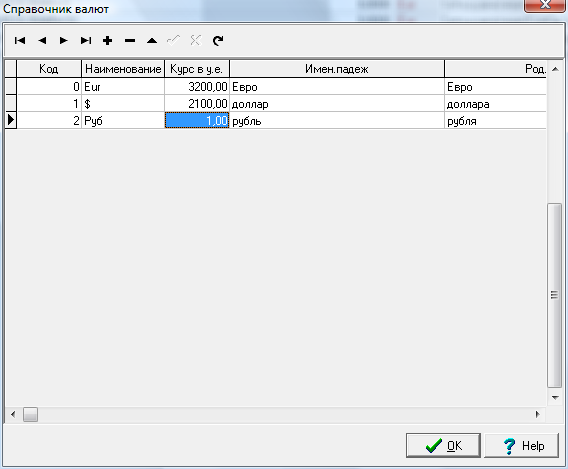 Справочник валют
Код Наименование Курс в у.е. Имен.падеж Род.
0 Eur 3200,00 Евро Евро
1 $ 2100,00 доллар доллара
2 Руб 1,00 рубль рубля
OK Help